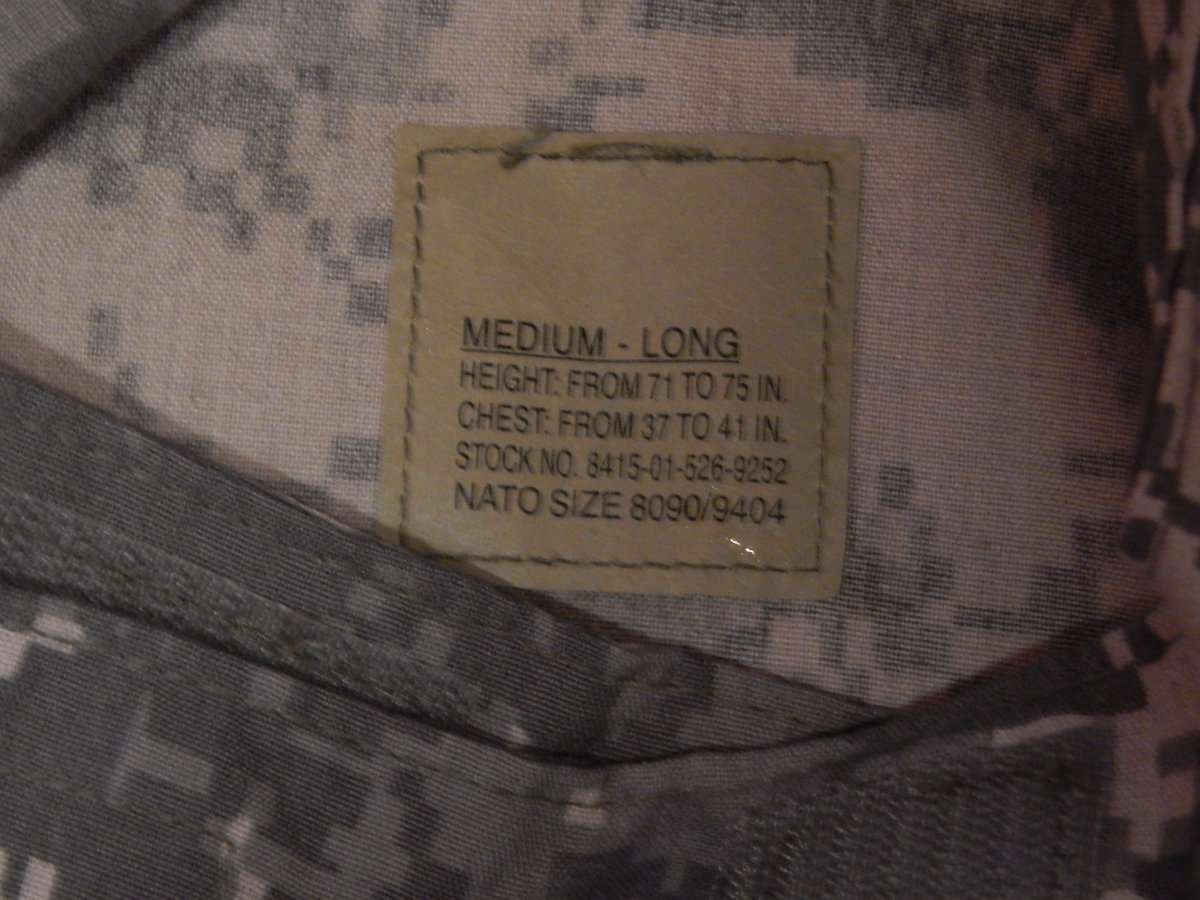 MEDIUM - LONG
HEIGHT: FROM 71 TO 75 IN.
CHEST: FROM 37 TO 41 IN.
STOCK NO. 8415-01-526-9252
NATO SIZE 8090/9404